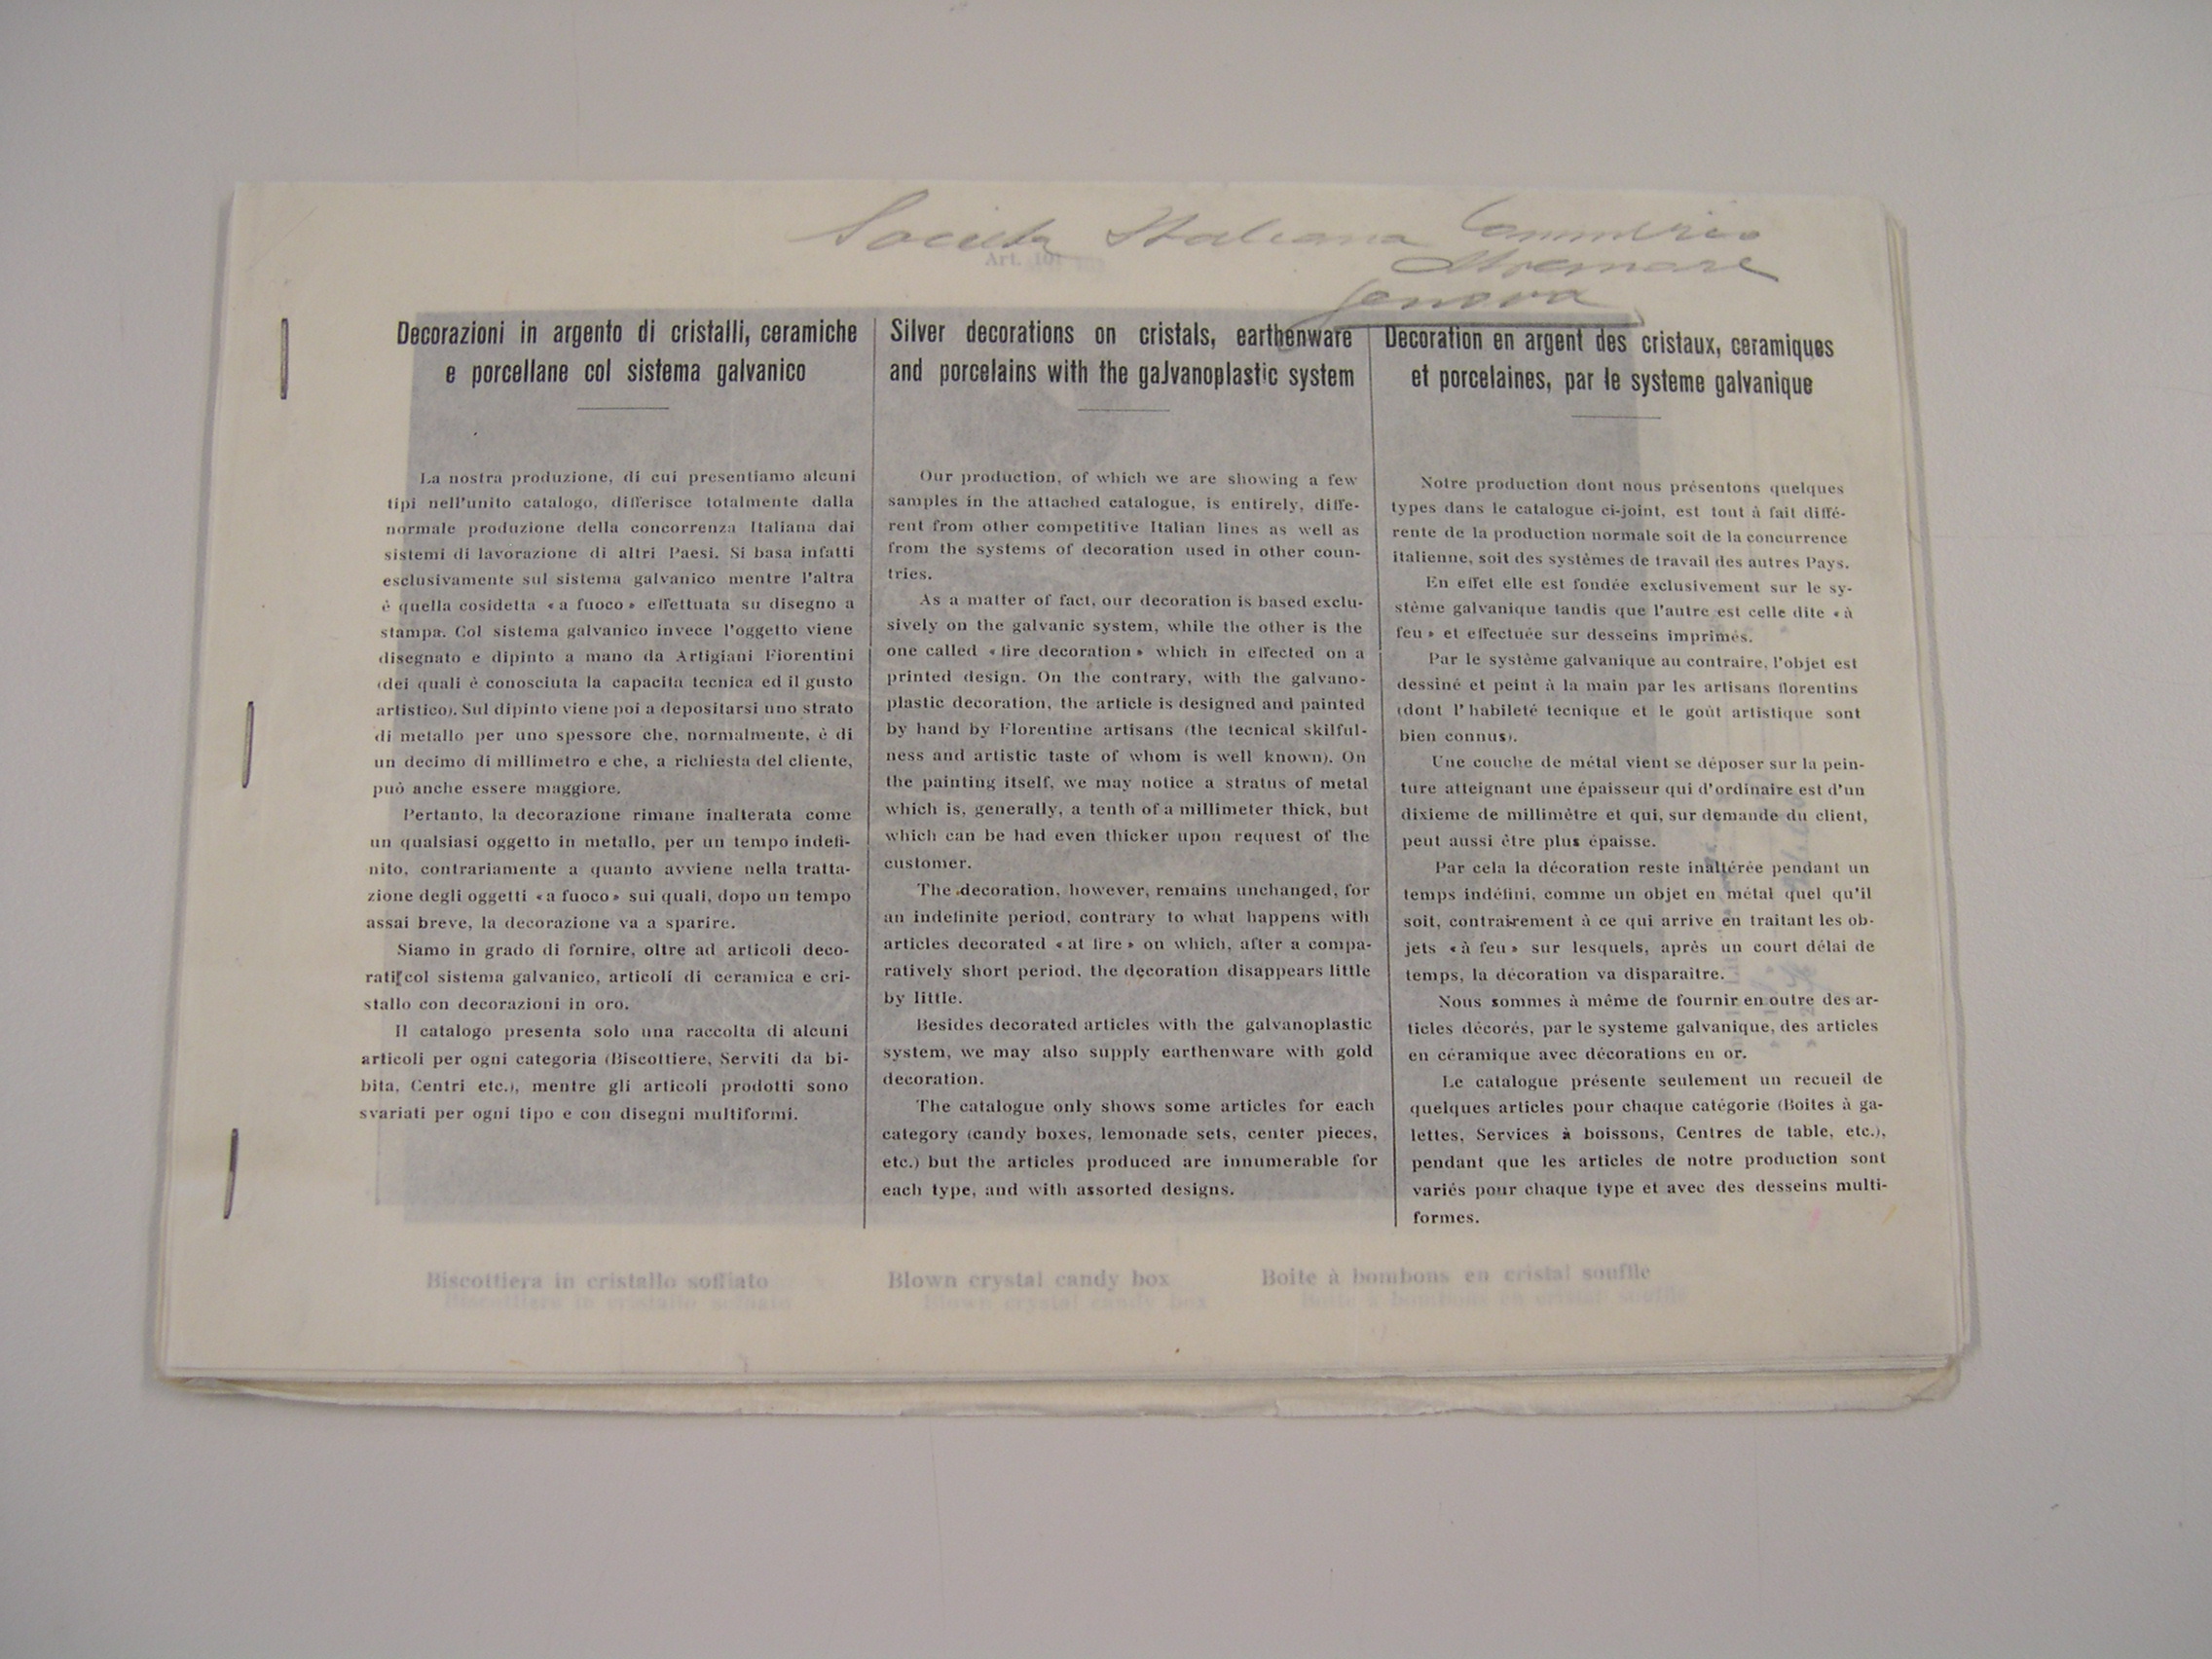 Societa Italiana Commercio
Oltremare
Genova
Art. 101
Decorazioni in argento di cristalli, ceramiche
e porcellane col sistema galvanico
La nostra produzione, di cui presentiamo alcuni
tipi nell'unito catalogo, differisce totalmente dalla
normale produzione della concorrenza Italiana dai
sistemi di lavorazione di altri Paesi. Si basa infatti
esclusivamente sul sistema galvanico mentre l'altra
è quella cosidetta «a fuoco» effettuata su disegno a
stampa. Col sistema galvanico invece l'oggetto viene
disegnato e dipinto a mano da Artigiani Fiorentini
(dei quali è conosciuta la capacita tecnica ed il gusto
artistico). Sul dipinto viene poi a depositarsi uno strato
di metallo per uno spessore che, normalmente, è di
un decimo di millimetro e che, a richiesta del cliente,
può anche essere maggiore.
Pertanto, la decorazione rimane inalterata come
un qualsiasi oggetto in metallo, per un tempo indefi-
nito, contrariamente a quanto avviene nella tratta-
zione degli oggetti «a fuoco» sui quali, dopo un tempo
assai breve, la decorazione va a sparire.
Siamo in grado di fornire, oltre ad articoli deco-
rati col sistema galvanico, articoli di ceramica e cri-
stallo con decorazioni in oro.
Il catalogo presenta solo una raccolta di alcuni
articoli per ogni categoria (Biscottiere, Serviti da bi-
bita, Centri etc.), mentre gli articoli prodotti sono
svariati per ogni tipo e con disegni multiformi.
Silver decorations on cristals, earthenware
and porcelains with the galvanoplastic system
Our production, of which we are showing a few
samples in the attached catalogue, is entirely, diffe-
rent from other competitive Italian lines as well as
from the systems of decoration used in other coun-
tries.
As a matter of fact, our decoration is based exclu-
sively on the galvanic system, while the other is the
one called «fire decoration» which in effected on a
printed design. On the contrary, with the galvano-
plastic decoration, the article is designed and painted
by hand by Florentine artisans (the tecnical skilful-
ness and artistic taste of whom is well known). On
the painting itself, we may notice a stratus of metal
which is, generally, a tenth of a millimeter thick, but
which can be had even thicker upon request of the
customer.
The decoration, however, remains unchanged, for
an indefinite period, contrary to what happens with
articles decorated «at fire» on which, after a compa-
ratively short period, the decoration disappears little
by little.
Besides decorated articles with the galvanoplastic
system, we may also supply earthenware with gold
decoration.
The catalogue only shows some articles for each
category (candy boxes, lemonade sets, center pieces,
etc.) but the articles produced are innumerable for
each type, and with assorted designs.
Decoration en argent des cristaux, ceramiques
et porcelaines, par le systeme galvanique
Notre production dont nous présentons quelques
types dans le catalogue ci-joint, est tout à fait diffé-
rente de la production normale soit de la concurrence
italienne, soit des systèmes de travail des autres Pays.
En effet elle est fondée exclusivement sur le sy-
stème galvanique tandis que l'autre est celle dite «à
feu» et effectuée sur desseins imprimés.
Par le système galvanique au contraire, l'objet est
dessiné et peint à la main par les artisans florentins
(dont l'habileté tecnique et le goût artistique sont
bien connus).
Une couche de métal vient se déposer sur la pein-
ture atteignant une épaisseur qui d'ordinaire est d'un
dixieme de millimètre et qui, sur demande du client,
peut aussi être plus épaisse.
Par cela la décoration reste inaltérée pendant un
temps indéfini, comme un objet en métal quel qu'il
soit, contrairement à ce qui arrive en traitant les ob-
jets «à feu» sur lesquels, après un court délai de
temps, la décoration va disparaitre.
Nous sommes à même de fournir en outre des ar-
ticles décorés, par le systeme galvanique, des articles
en céramique avec décorations en or.
Le catalogue présente seulement un recueil de
quelques articles pour chaque catégorie (Boites à ga-
lettes, Services à boissons, Centres de table, etc.),
pendant que les articles de notre production sont
variés pour chaque type et avec des desseins multi-
formes.
Biscottiera in cristallo soffiato
Blown crystal candy box
Boite à bombons en cristal soufflé